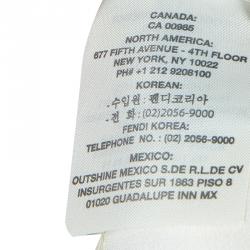 CANADA:
CA 00985
NORTH AMERICA:
677 FIFTH AVENUE - 4TH FLOOR
NEW YORK, NY 10022
PH# +1 212 9208100
KOREAN:
- 수입원 : 펜디코리아
- 전 화 : (02)2056-9000
FENDI KOREA:
TELEPHONE NO. : (02) 2056-9000
MEXICO:
OUTSHINE MEXICO S.DE R.L.DE CV
INSURGENTES SUR 1863 PISO 8
01020 GUADALUPE INN MX